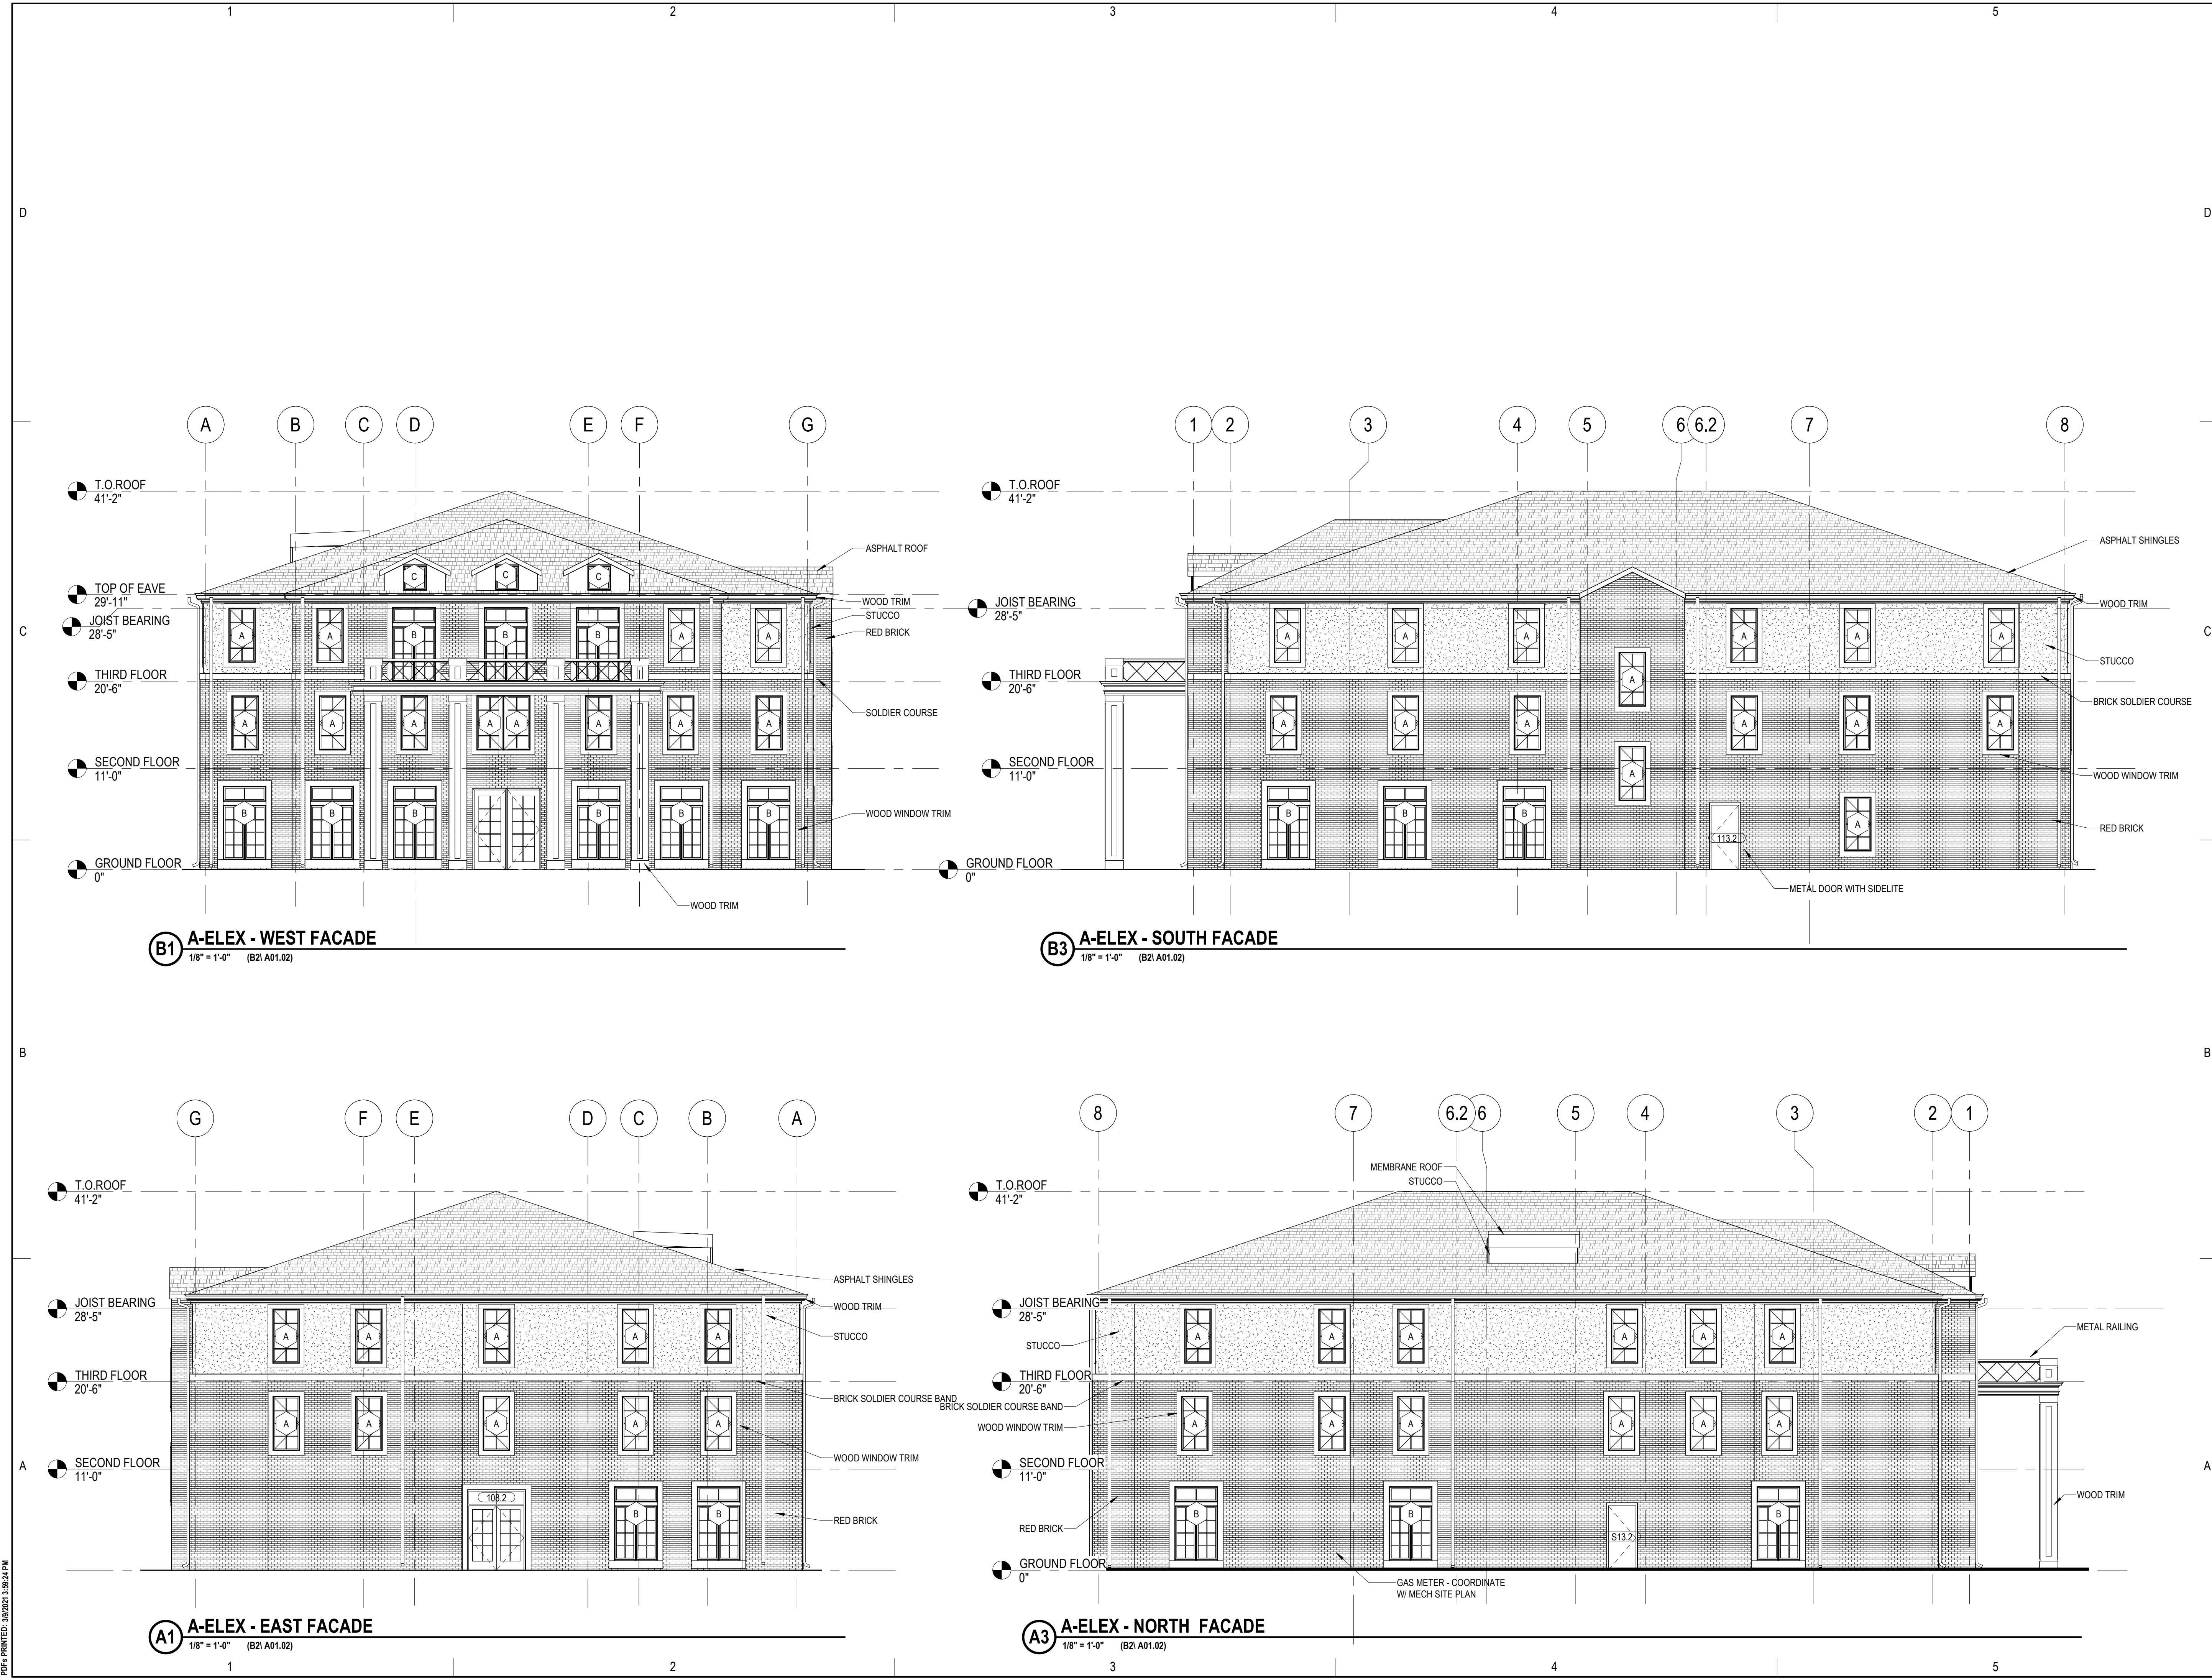 1 2 3 4 5
D D
A B C D E F G
1 2 3 4 5 6 6.2 7 8
T.O.ROOF
41'-2"
TOP OF EAVE
29'-11"
JOIST BEARING
28'-5"
THIRD FLOOR
20'-6"
SECOND FLOOR
11'-0"
GROUND FLOOR
0"
C C C
A A B B B A A
A A A A A A A A
B B B B B B
ASPHALT ROOF
WOOD TRIM
STUCCO
RED BRICK
SOLDIER COURSE
WOOD WINDOW TRIM
WOOD TRIM
B1 A-ELEX - WEST FACADE
1/8" = 1'-0" (B2\ A01.02)
T.O.ROOF
41'-2"
JOIST BEARING
28'-5"
THIRD FLOOR
20'-6"
SECOND FLOOR
11'-0"
GROUND FLOOR
0"
A A A A A A
A
A A A A A A
A
B B B A
113.2
ASPHALT SHINGLES
WOOD TRIM
STUCCO
BRICK SOLDIER COURSE
WOOD WINDOW TRIM
RED BRICK
METAL DOOR WITH SIDELITE
B3 A-ELEX - SOUTH FACADE
1/8" = 1'-0" (B2\ A01.02)
C C
B B
G F E D C B A
T.O.ROOF
41'-2"
JOIST BEARING
28'-5"
THIRD FLOOR
20'-6"
SECOND FLOOR
11'-0"
A A A A A
A A A A A
108.2
B B
ASPHALT SHINGLES
WOOD TRIM
STUCCO
BRICK SOLDIER COURSE BAND
WOOD WINDOW TRIM
RED BRICK
A1 A-ELEX - EAST FACADE
1/8" = 1'-0" (B2\ A01.02)
8 7 6.2 6 5 4 3 2 1
MEMBRANE ROOF
STUCCO
T.O.ROOF
41'-2"
JOIST BEARING
28'-5"
STUCCO
THIRD FLOOR
20'-6"
BRICK SOLDIER COURSE BAND
WOOD WINDOW TRIM
SECOND FLOOR
11'-0"
RED BRICK
GROUND FLOOR
0"
A A A A A A
A A A A A A
B B B
S13.2
METAL RAILING
WOOD TRIM
GAS METER - COORDINATE
W/ MECH SITE PLAN
A3 A-ELEX - NORTH FACADE
1/8" = 1'-0" (B2\ A01.02)
A A
1 2 3 4 5
PDFs PRINTED: 3/9/2021 3:59:24 PM